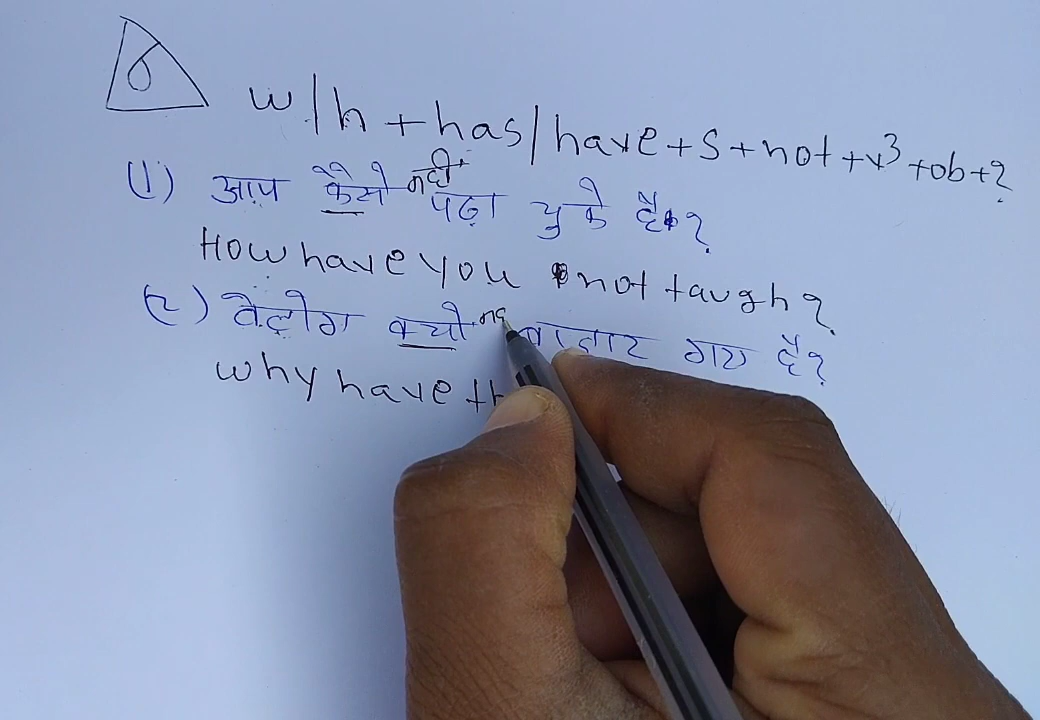 6
w/h + has/have + S + not + v³ + ob + ?
(1) आप कैसे नहीं पढ़ा चुके है?
How have you not taugh?
(2) वेलोग क्यो बाजार गए है?
why have th